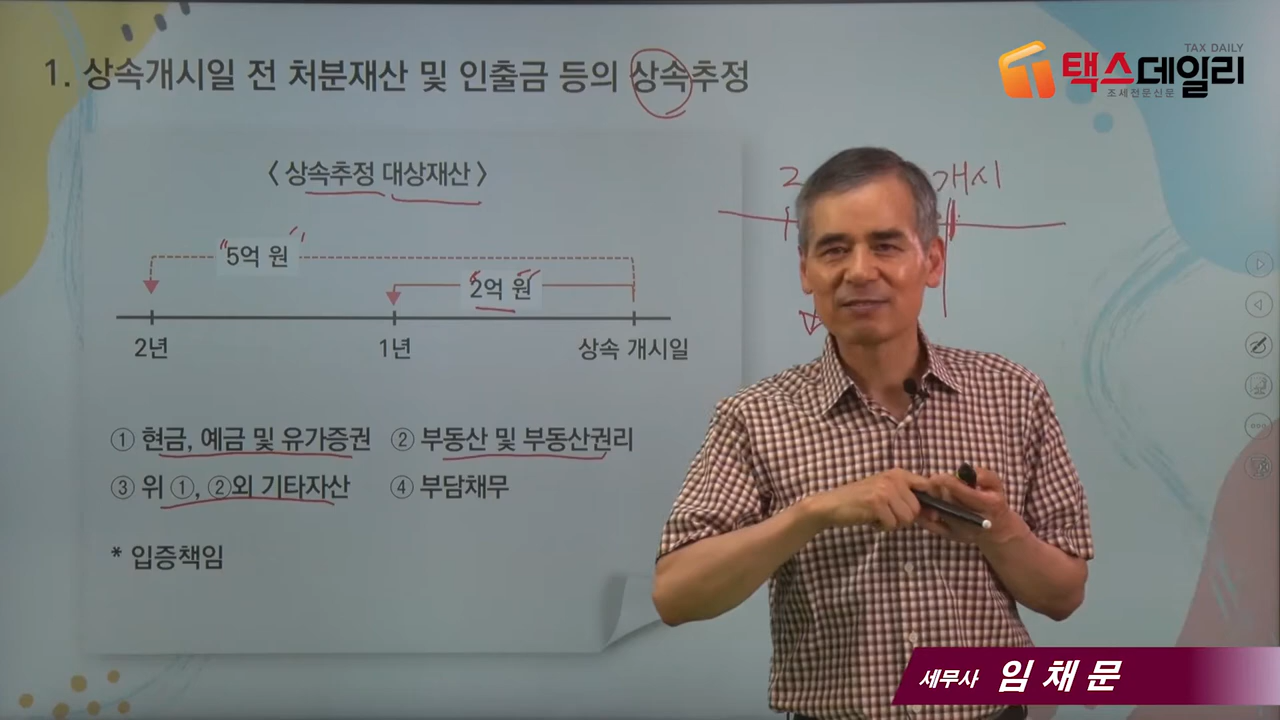 1. 상속개시일 전 처분재산 및 인출금 등의 상속추정
TAX DAILY
택스데일리
조세전문신문
〈 상속추정 대상재산 〉
2 개시
5억 원
2억 원
2년 1년 상속 개시일
① 현금, 예금 및 유가증권 ② 부동산 및 부동산권리
③ 위 ①, ②외 기타자산 ④ 부담채무
* 입증책임
세무사 임채문